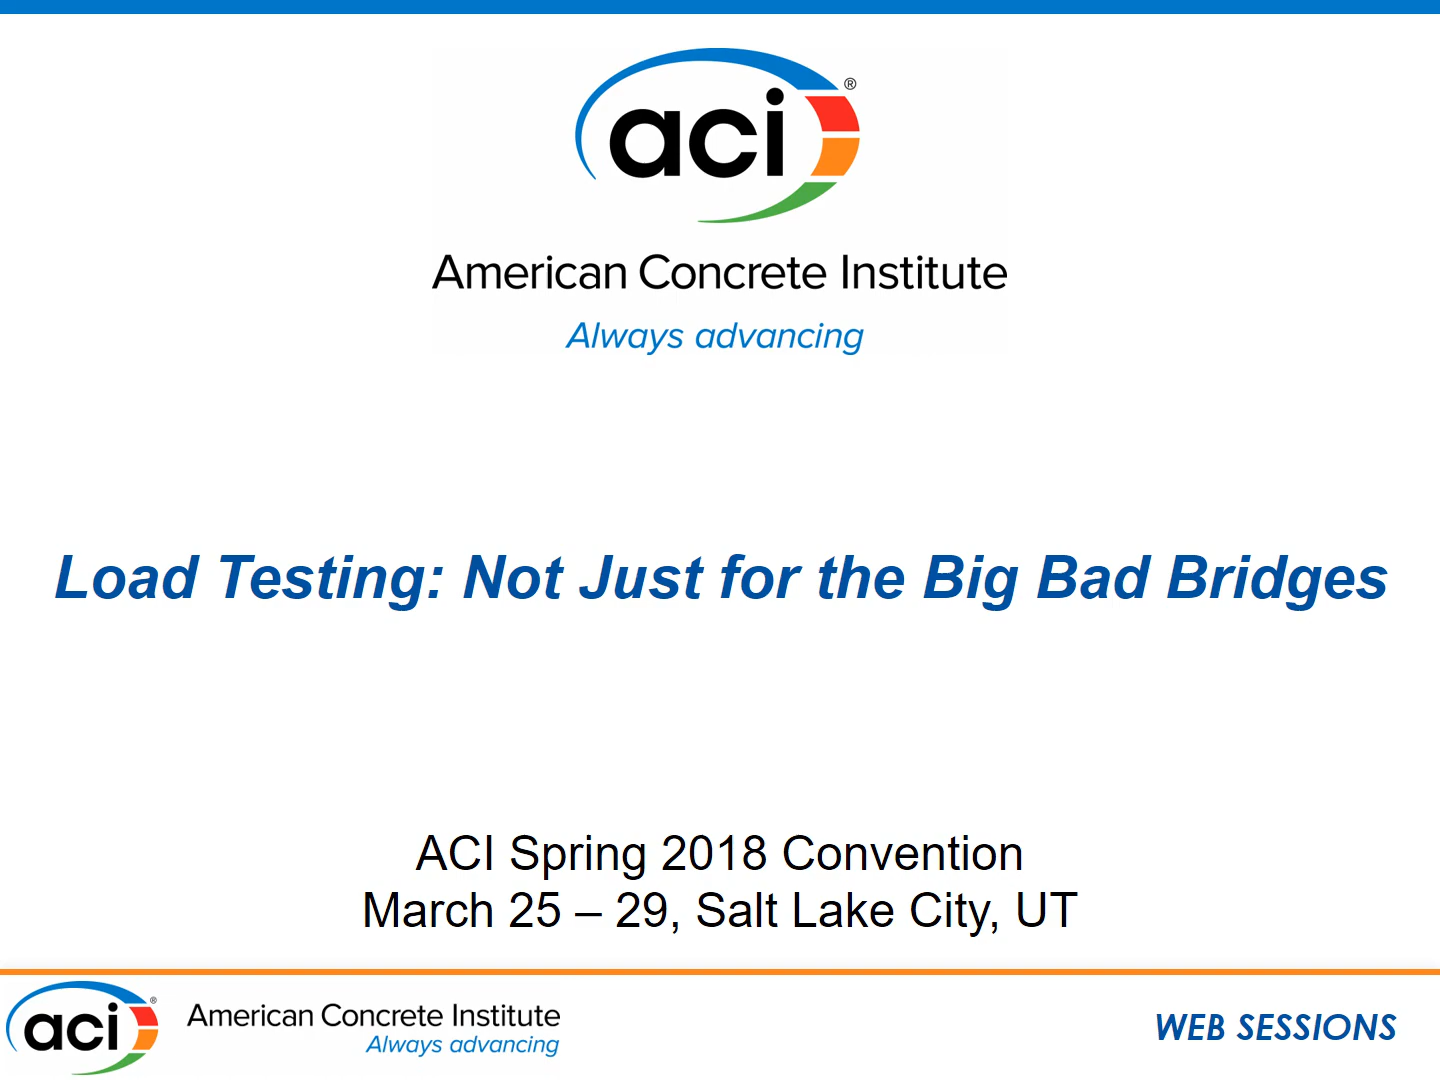 aci®
American Concrete Institute
Always advancing
Load Testing: Not Just for the Big Bad Bridges
ACI Spring 2018 Convention
March 25 – 29, Salt Lake City, UT
aci®
American Concrete Institute
Always advancing
WEB SESSIONS